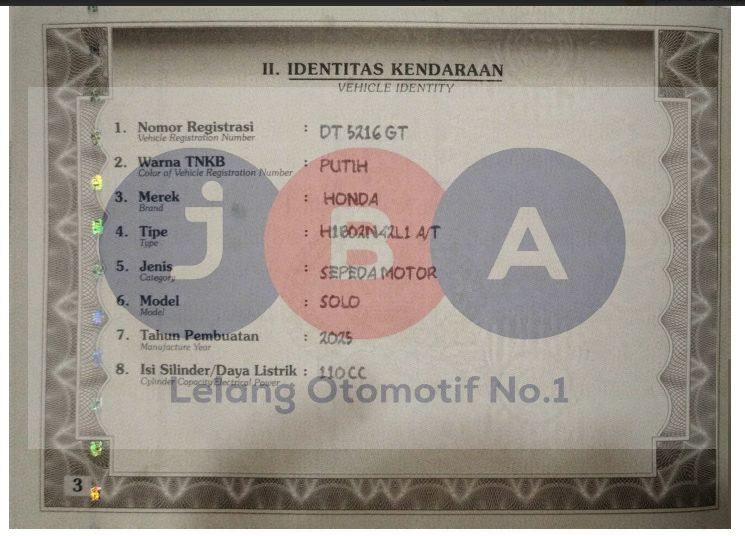 II. IDENTITAS KENDARAAN
VEHICLE IDENTITY
1. Nomor Registrasi : DT 5216 GT
Vehicle Registration Number
2. Warna TNKB : PUTIH
Color of Vehicle Registration Number
3. Merek : HONDA
Brand
4. Tipe : H1B02N42L1 A/T
Type
5. Jenis : SEPEDA MOTOR
Category
6. Model : SOLO
Model
7. Tahun Pembuatan : 2025
Manufacture Year
8. Isi Silinder/Daya Listrik : 110 CC
Cylinder Capacity/Electrical Power
jBA
Lelang Otomotif No.1
3